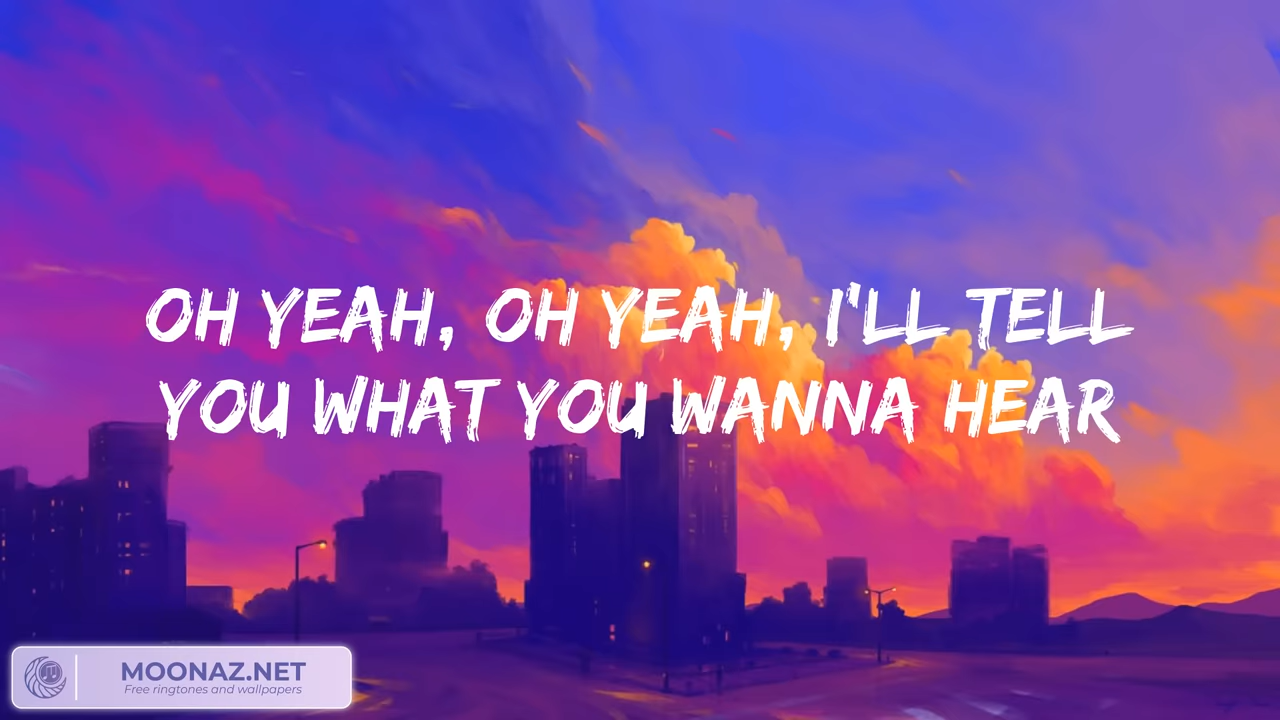 OH YEAH, OH YEAH, I'LL TELL
YOU WHAT YOU WANNA HEAR
MOONAZ.NET
Free ringtones and wallpapers